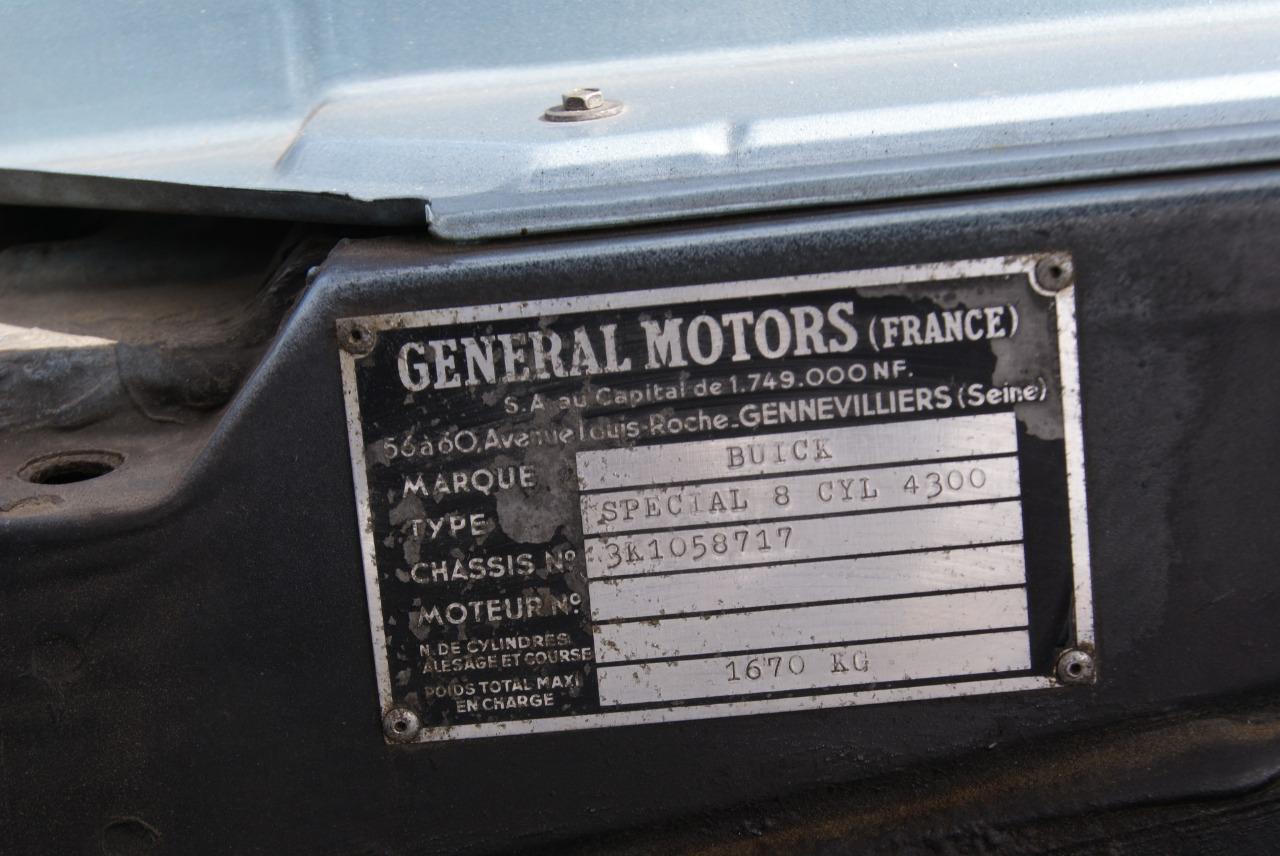 GENERAL MOTORS (FRANCE)
S.A. au Capital de 1.749.000 NF.
56à60, Avenue Louis-Roche-GENNEVILLIERS (Seine)
MARQUE BUICK
TYPE SPECIAL 8 CYL 4300
CHASSIS Nº 3K1058717
MOTEUR Nº
N. DE CYLINDRES
ALESAGE ET COURSE
POIDS TOTAL MAXI
EN CHARGE 1670 KG